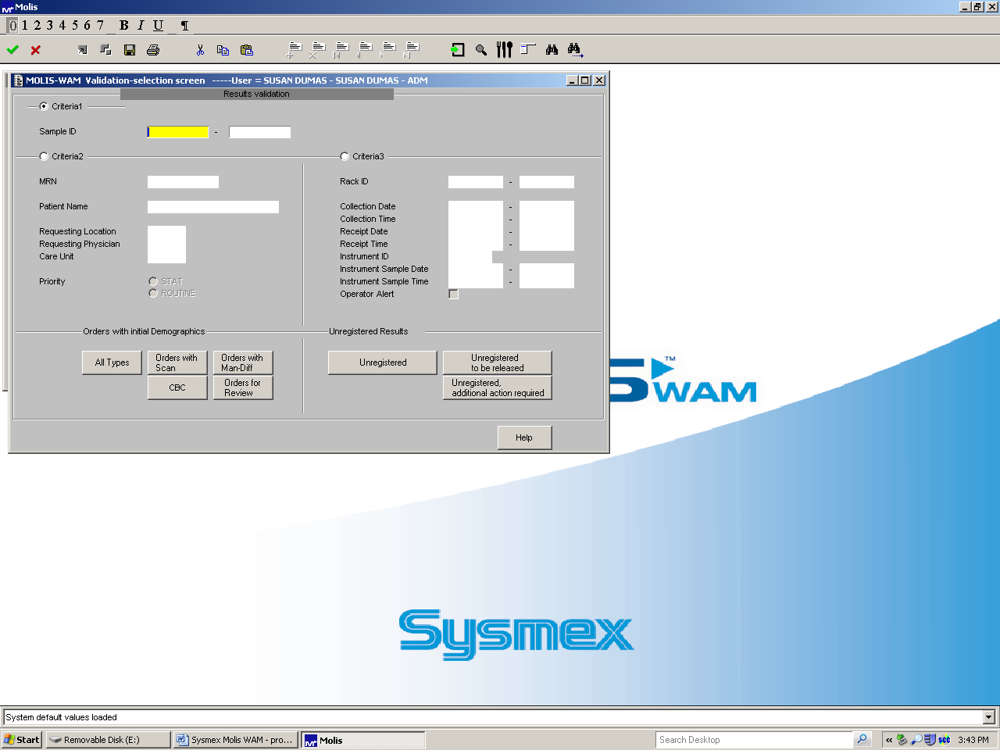 Molis
0 1 2 3 4 5 6 7 B I U ¶
MOLIS-WAM Validation-selection screen -----User = SUSAN DUMAS - SUSAN DUMAS - ADM
Results validation
Criteria1
Sample ID -
Criteria2
Criteria3
MRN
Rack ID -
Patient Name
Collection Date -
Collection Time -
Requesting Location
Receipt Date -
Requesting Physician
Receipt Time -
Care Unit
Instrument ID
Instrument Sample Date -
Priority
STAT
Instrument Sample Time -
ROUTINE
Operator Alert
Orders with initial Demographics
Unregistered Results
All Types
Orders with
Scan
Orders with
Man-Diff
Unregistered
Unregistered
to be released
CBC
Orders for
Review
Unregistered,
additional action required
Help
S WAM ™
Sysmex
System default values loaded
Start
Removable Disk (E:)
Sysmex Molis WAM - pro...
Molis
Search Desktop
«
3:43 PM